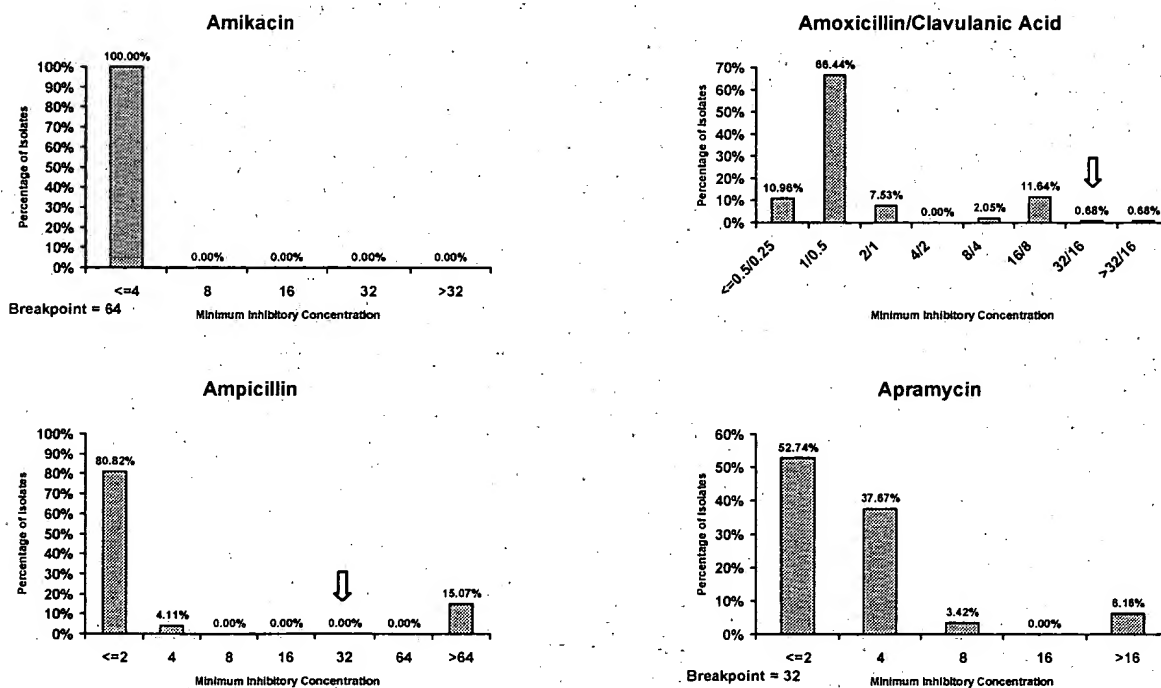 Amikacin
Percentage of Isolates
100%
90%
80%
70%
60%
50%
40%
30%
20%
10%
0%
100.00%
0.00% 0.00% 0.00% 0.00%
<=4 8 16 32 >32
Breakpoint = 64
Minimum Inhibitory Concentration
Amoxicillin/Clavulanic Acid
Percentage of Isolates
70%
60%
50%
40%
30%
20%
10%
0%
10.96% 66.44% 7.53% 0.00% 2.05% 11.64% 0.68% 0.68%
<=0.5/0.25 1/0.5 2/1 4/2 8/4 16/8 32/16 >32/16
Minimum Inhibitory Concentration
Ampicillin
Percentage of Isolates
100%
90%
80%
70%
60%
50%
40%
30%
20%
10%
0%
80.82% 4.11% 0.00% 0.00% 0.00% 0.00% 15.07%
<=2 4 8 16 32 64 >64
Minimum Inhibitory Concentration
Apramycin
Percentage of Isolates
60%
50%
40%
30%
20%
10%
0%
52.74% 37.67% 3.42% 0.00% 6.16%
<=2 4 8 16 >16
Breakpoint = 32
Minimum Inhibitory Concentration